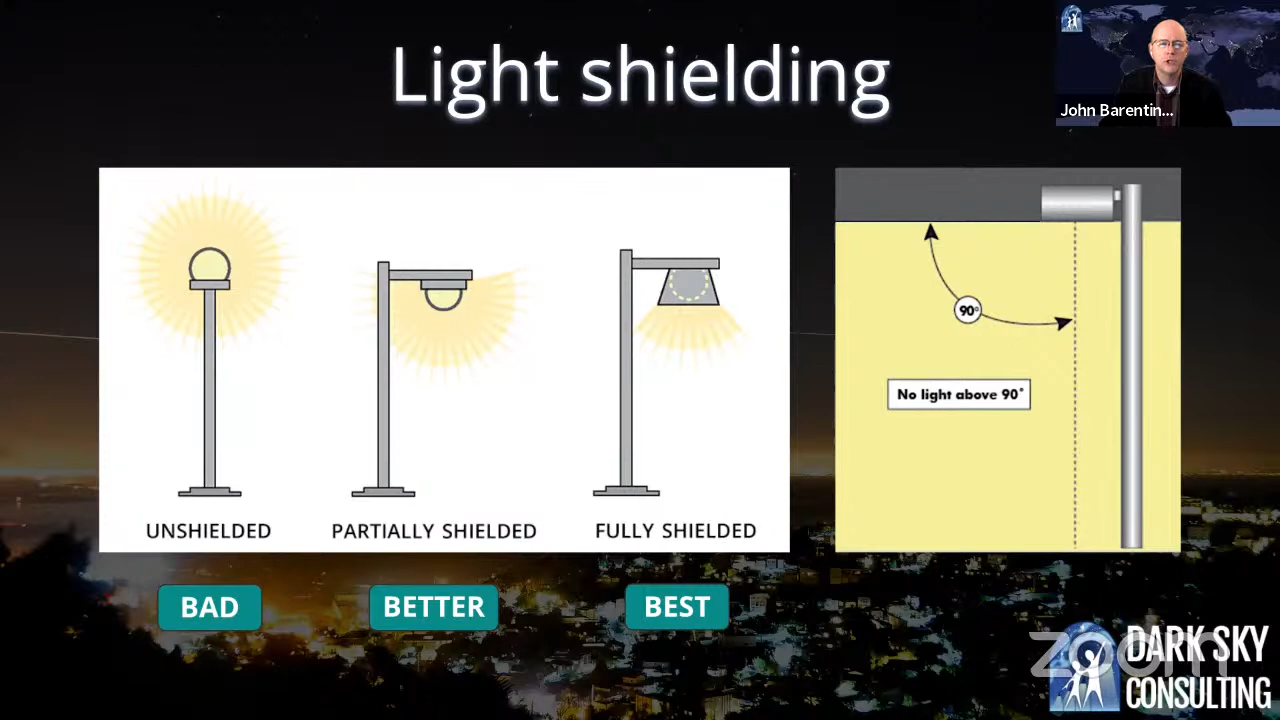 Light shielding
John Barentin...
90°
No light above 90°
UNSHIELDED
PARTIALLY SHIELDED
FULLY SHIELDED
BAD
BETTER
BEST
zoom
DARK SKY
CONSULTING